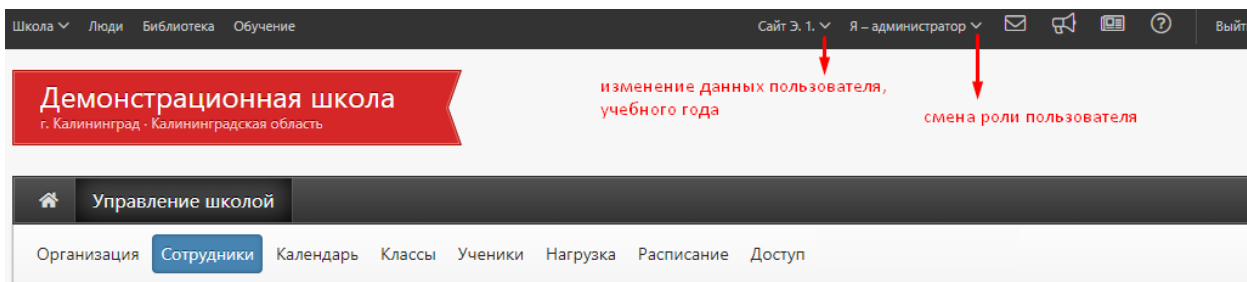 Школа Люди Библиотека Обучение Сайт Э. 1. Я – администратор Выйти
изменение данных пользователя,
учебного года
смена роли пользователя
Демонстрационная школа
г. Калининград · Калининградская область
Управление школой
Организация Сотрудники Календарь Классы Ученики Нагрузка Расписание Доступ